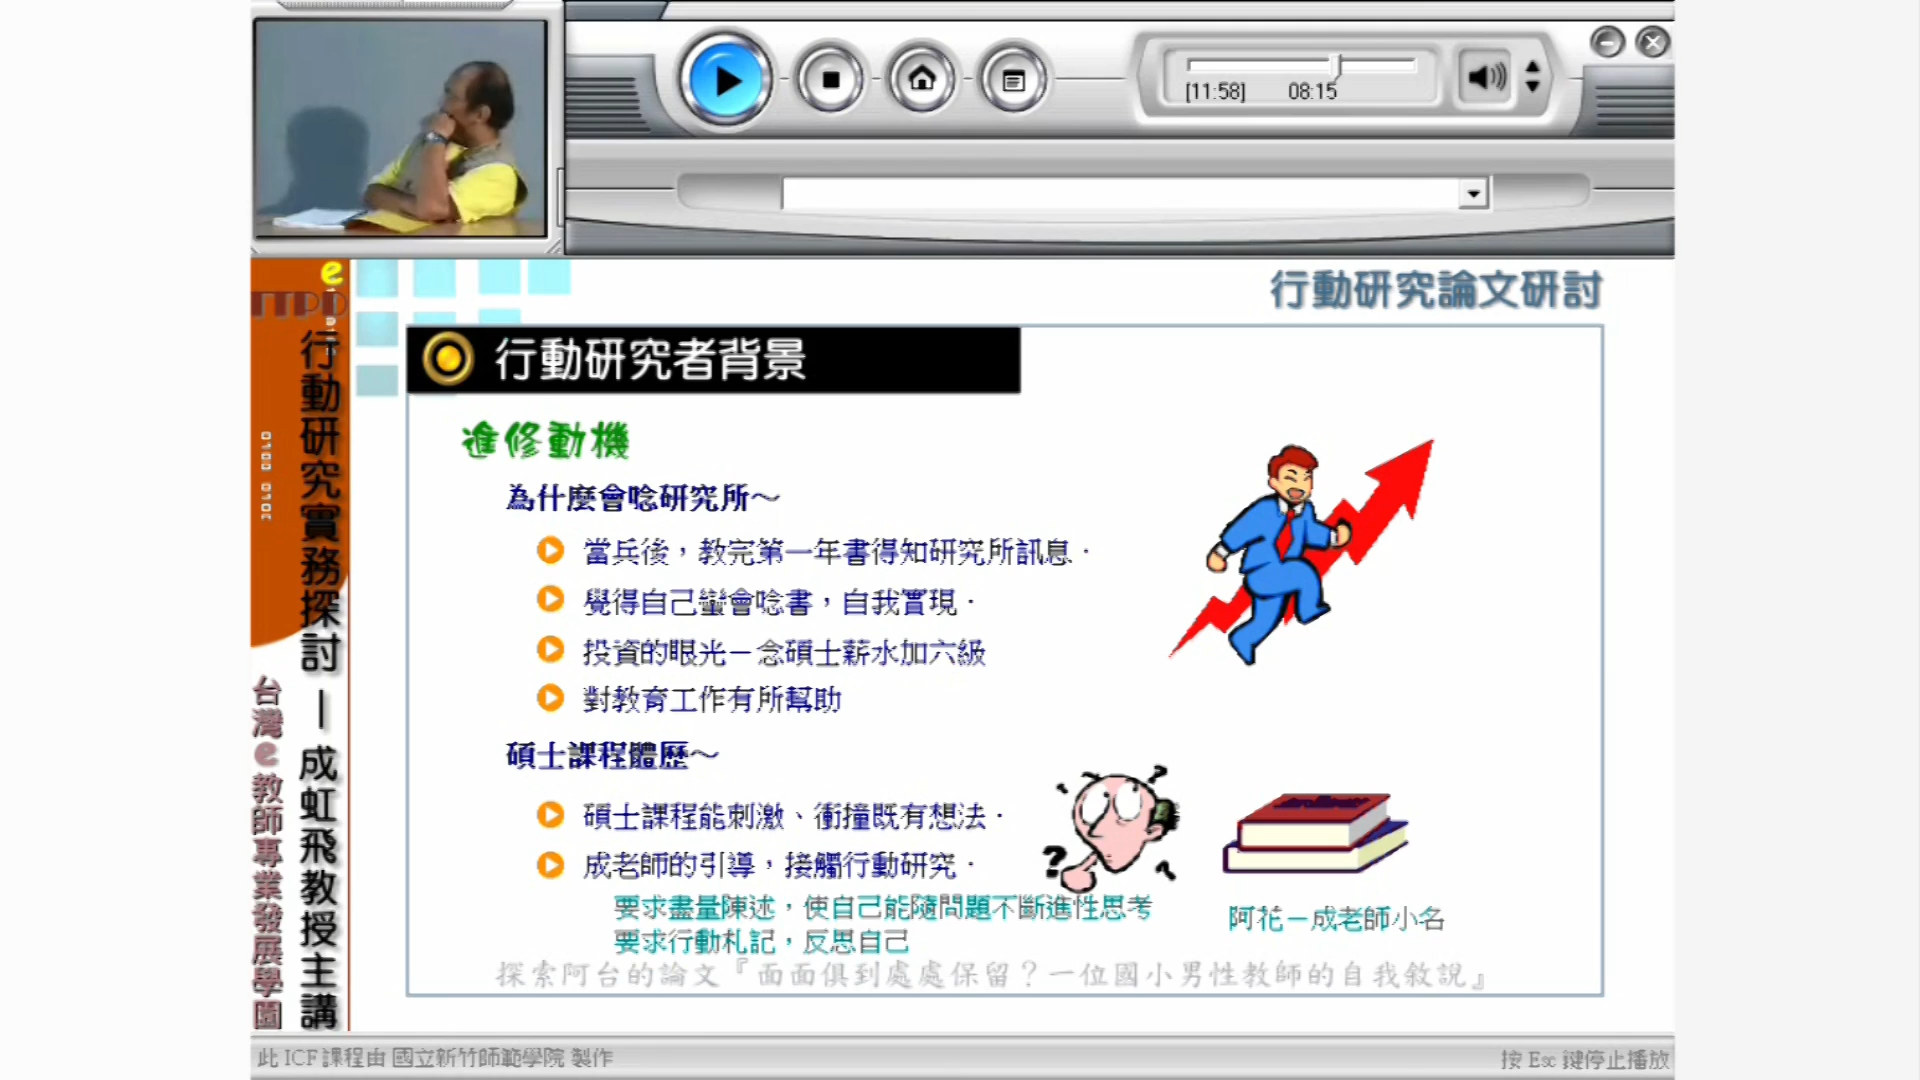 [11:58] 08:15
行動研究論文研討
行動研究者背景
進修動機
為什麼會唸研究所～
當兵後，教完第一年書得知研究所訊息．
覺得自己蠻會唸書，自我實現．
投資的眼光－念碩士薪水加六級
對教育工作有所幫助
碩士課程體歷～
碩士課程能刺激、衝撞既有想法．
成老師的引導，接觸行動研究．
要求盡量陳述，使自己能隨問題不斷進性思考
要求行動札記，反思自己
阿花－成老師小名
探索阿台的論文『面面俱到處處保留？一位國小男性教師的自我敘說』
e
TTPD
行動研究實務探討 — 成虹飛教授主講
台灣e教師專業發展學園
此 ICF 課程由 國立新竹師範學院 製作
按 Esc 鍵停止播放